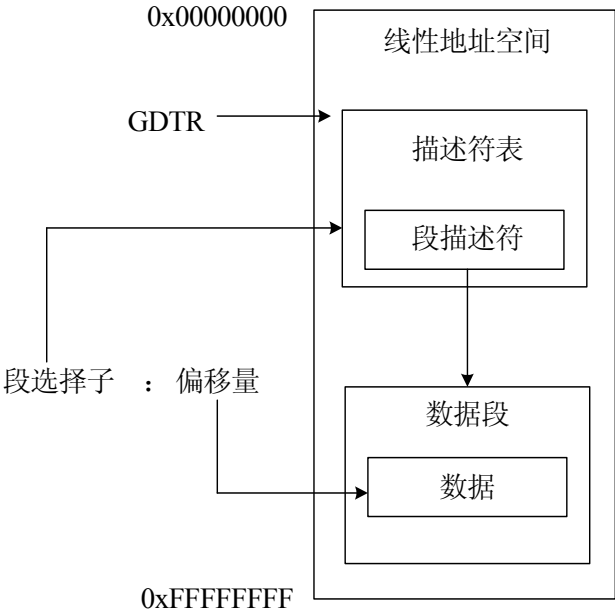 0x00000000
线性地址空间
GDTR
描述符表
段描述符
段选择子 : 偏移量
数据段
数据
0xFFFFFFFF